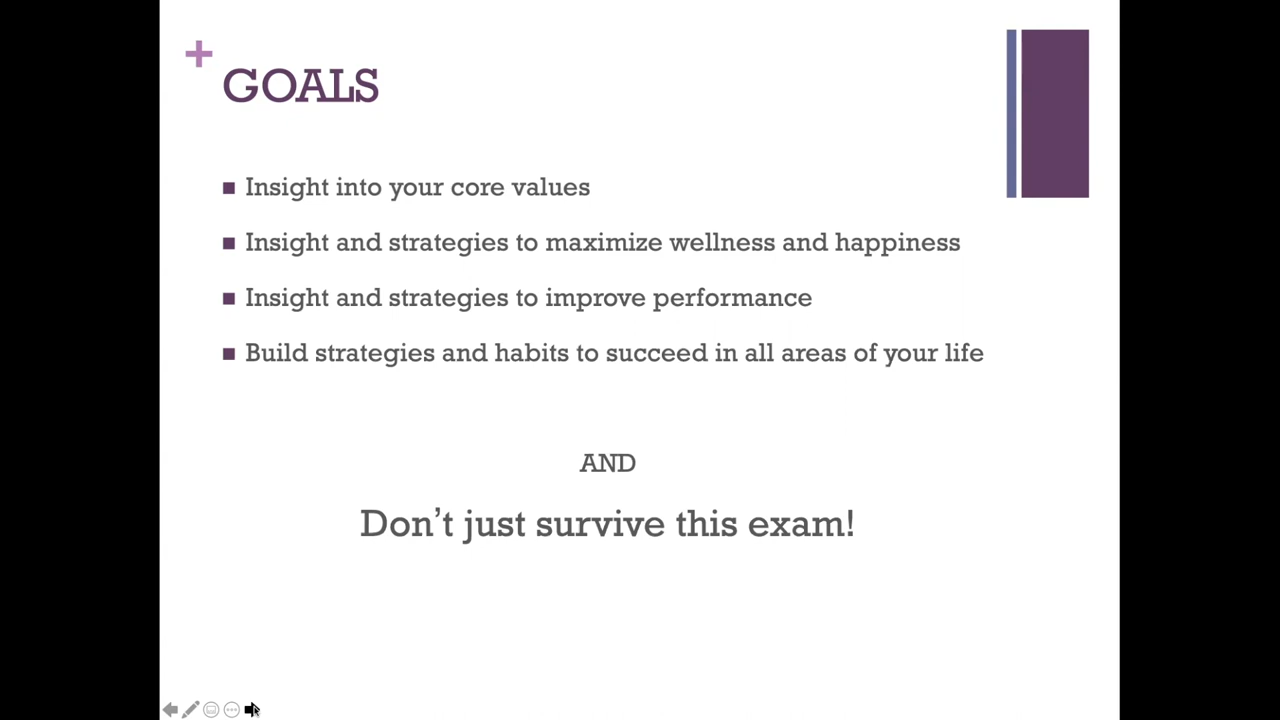 GOALS
Insight into your core values
Insight and strategies to maximize wellness and happiness
Insight and strategies to improve performance
Build strategies and habits to succeed in all areas of your life
AND
Don’t just survive this exam!